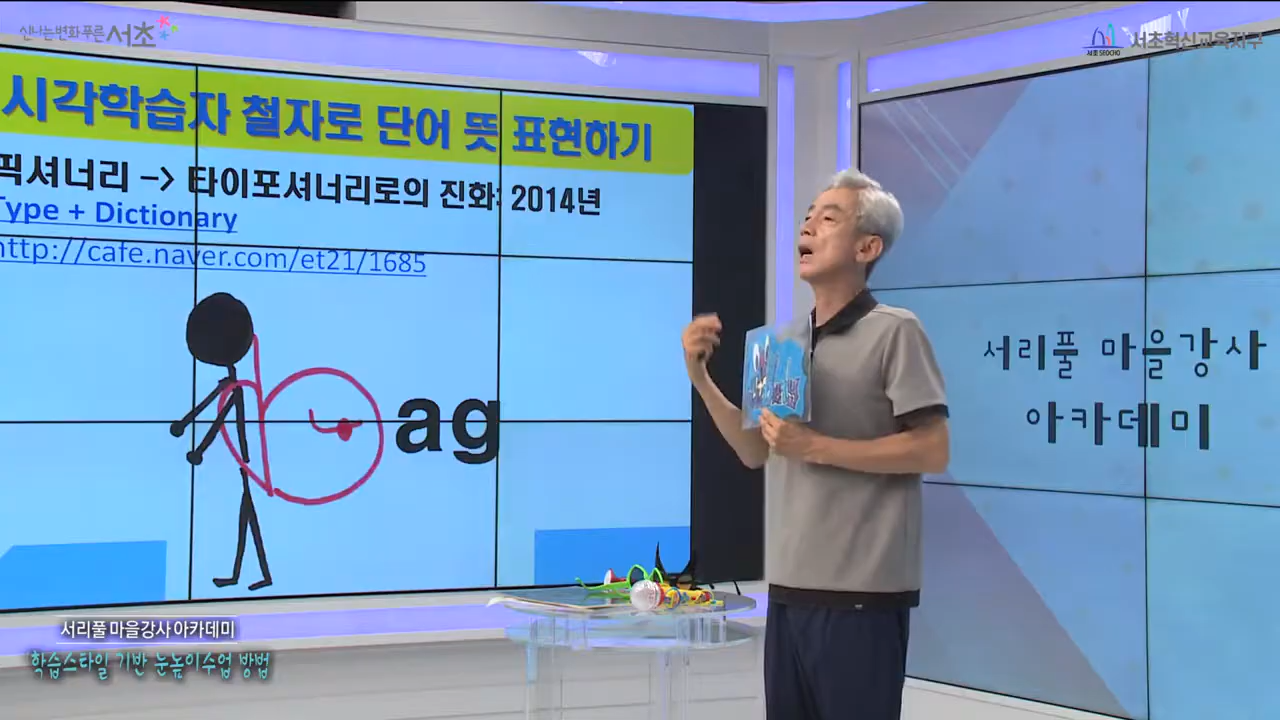 신나는변화 푸른 서초
서초 SEOCHO
서초혁신교육지구
시각학습자 철자로 단어 뜻 표현하기
픽셔너리 -> 타이포셔너리로의 진화: 2014년
Type + Dictionary
http://cafe.naver.com/et21/1685
bag
서리풀 마을강사
아카데미
서리풀 마을강사 아카데미
학습스타일 기반 눈높이수업 방법